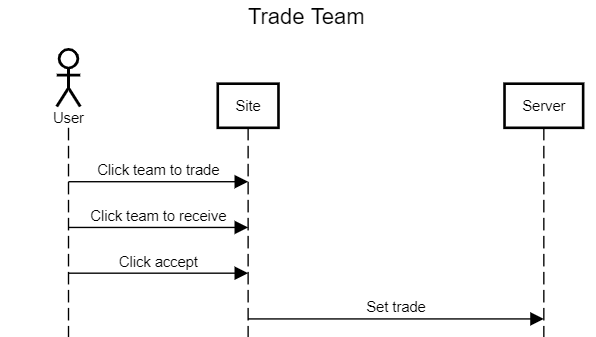 Trade Team
User
Site
Server
Click team to trade
Click team to receive
Click accept
Set trade